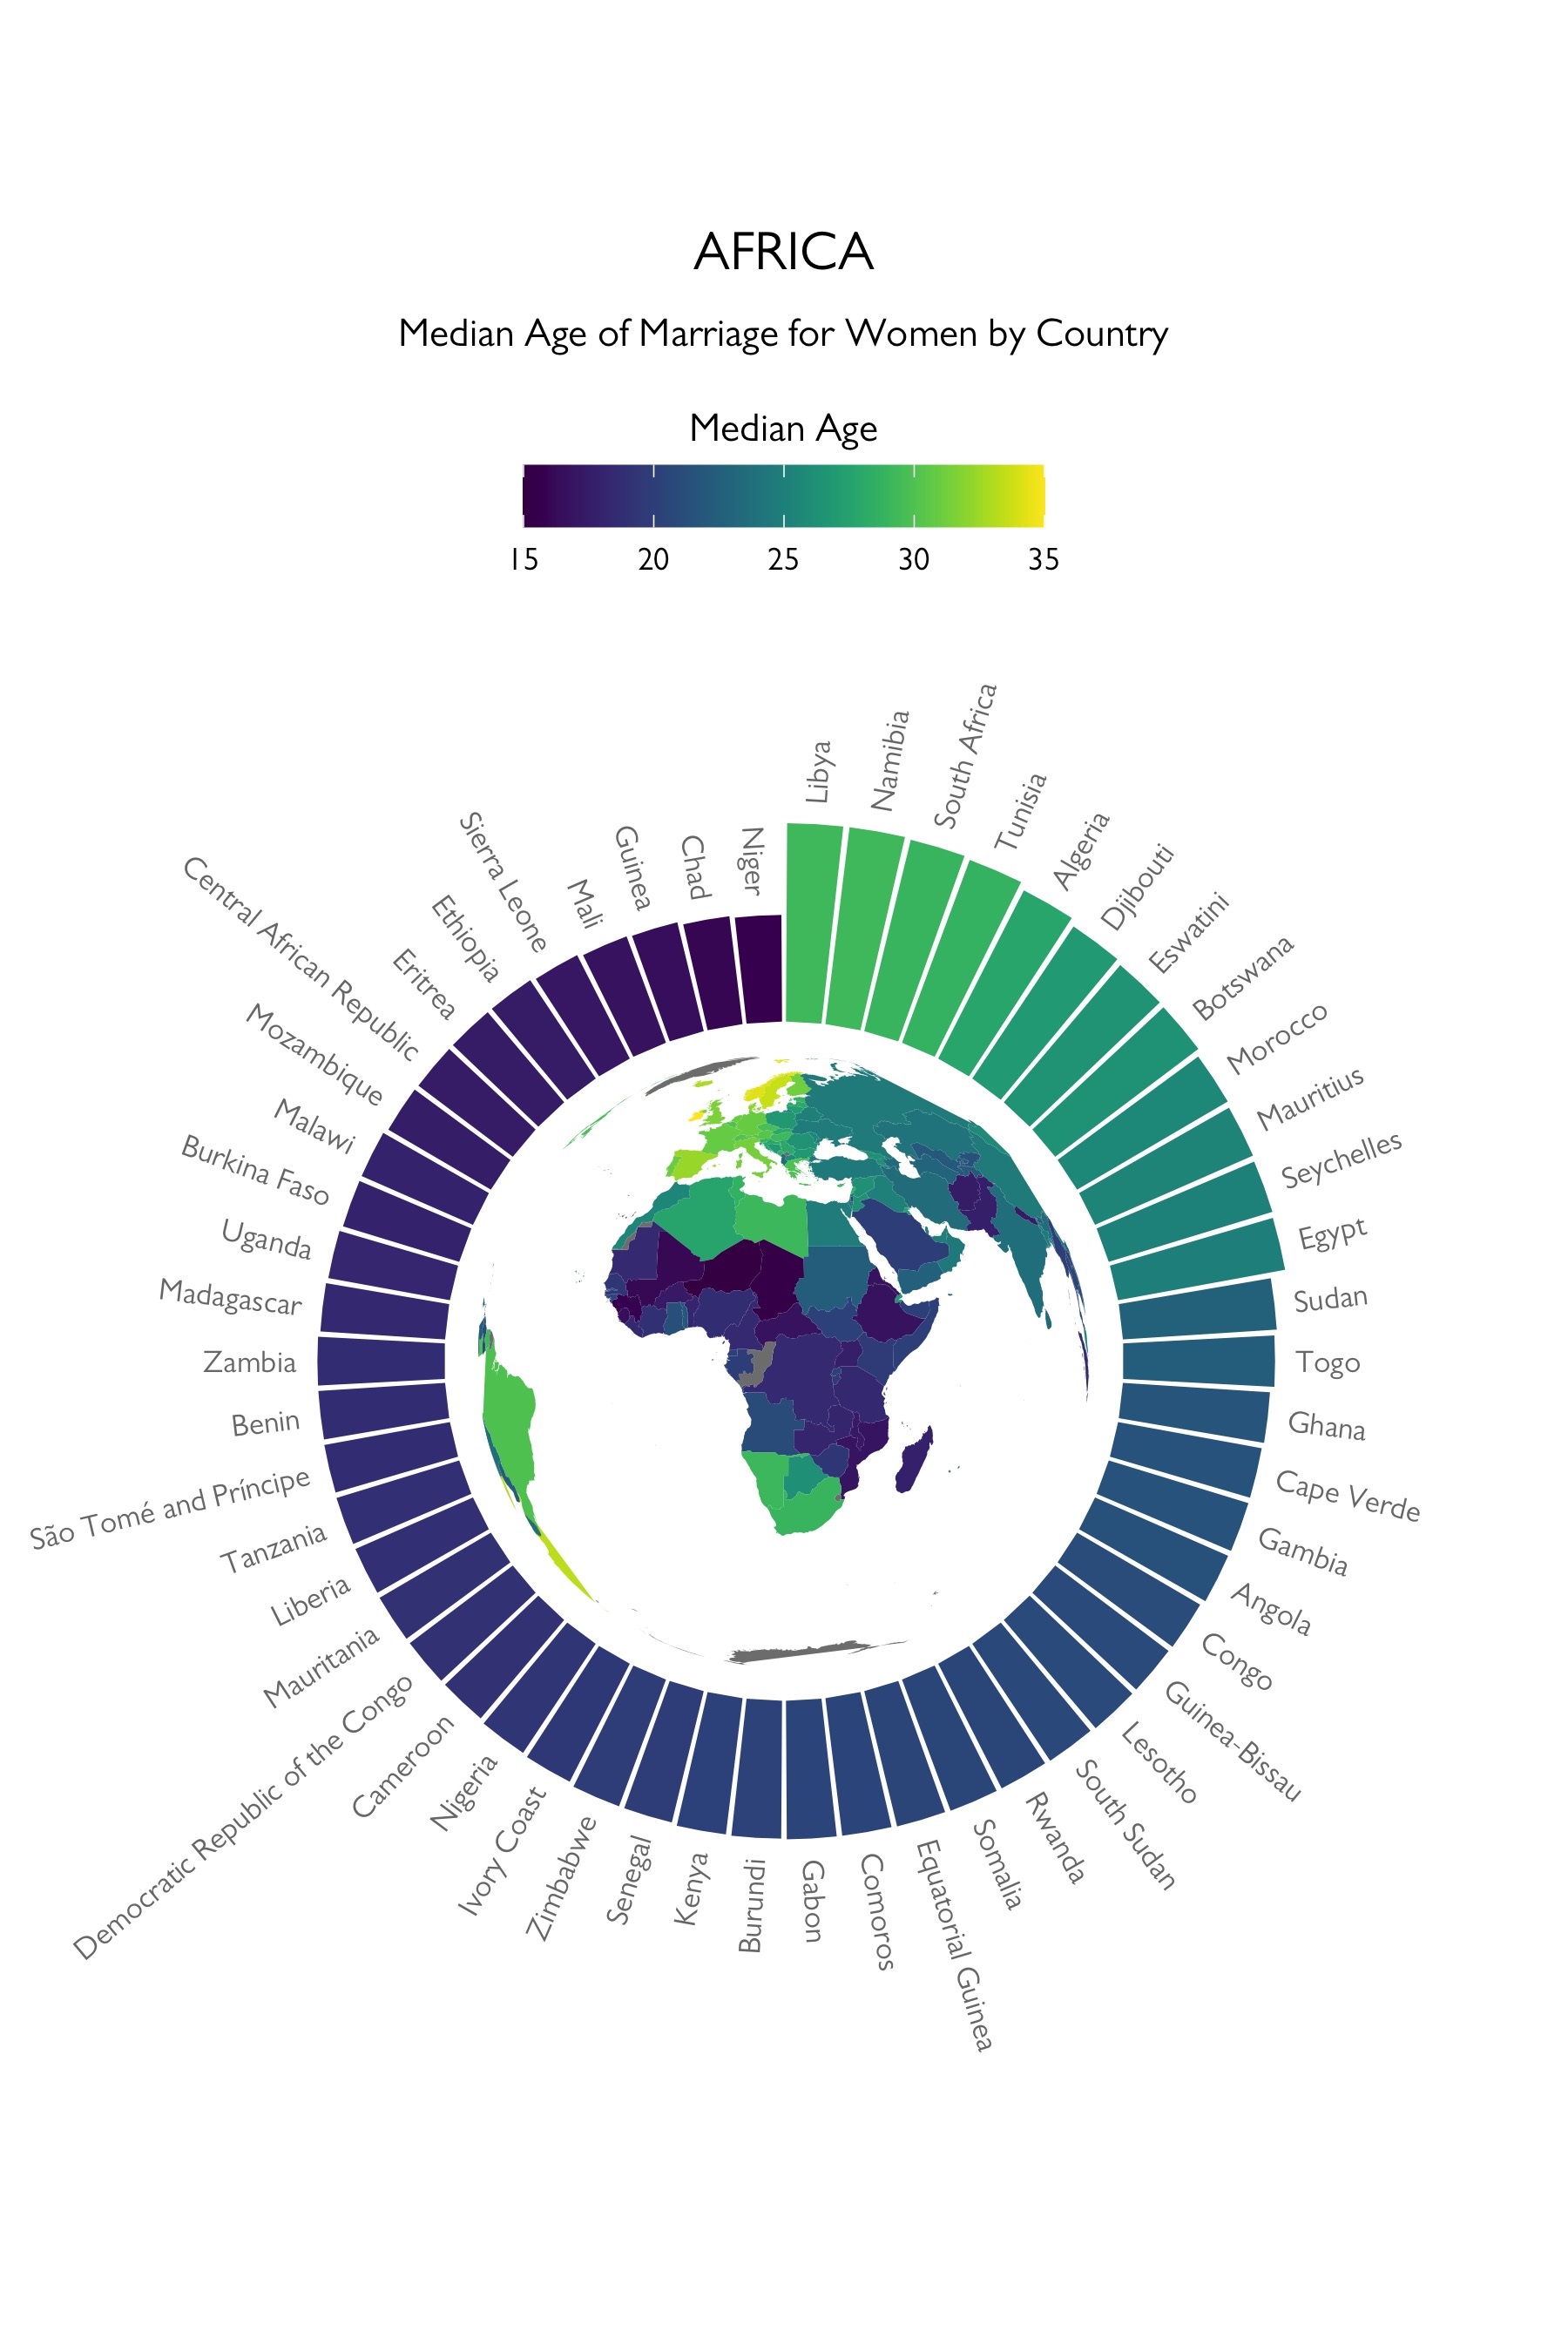 AFRICA
Median Age of Marriage for Women by Country
Median Age
15 20 25 30 35
Libya
Namibia
South Africa
Tunisia
Algeria
Djibouti
Eswatini
Botswana
Morocco
Mauritius
Seychelles
Egypt
Sudan
Togo
Ghana
Cape Verde
Gambia
Angola
Congo
Guinea-Bissau
Lesotho
South Sudan
Rwanda
Somalia
Equatorial Guinea
Comoros
Gabon
Burundi
Kenya
Senegal
Zimbabwe
Ivory Coast
Nigeria
Cameroon
Democratic Republic of the Congo
Mauritania
Liberia
Tanzania
São Tomé and Príncipe
Benin
Zambia
Madagascar
Uganda
Burkina Faso
Malawi
Mozambique
Central African Republic
Eritrea
Ethiopia
Sierra Leone
Mali
Guinea
Chad
Niger